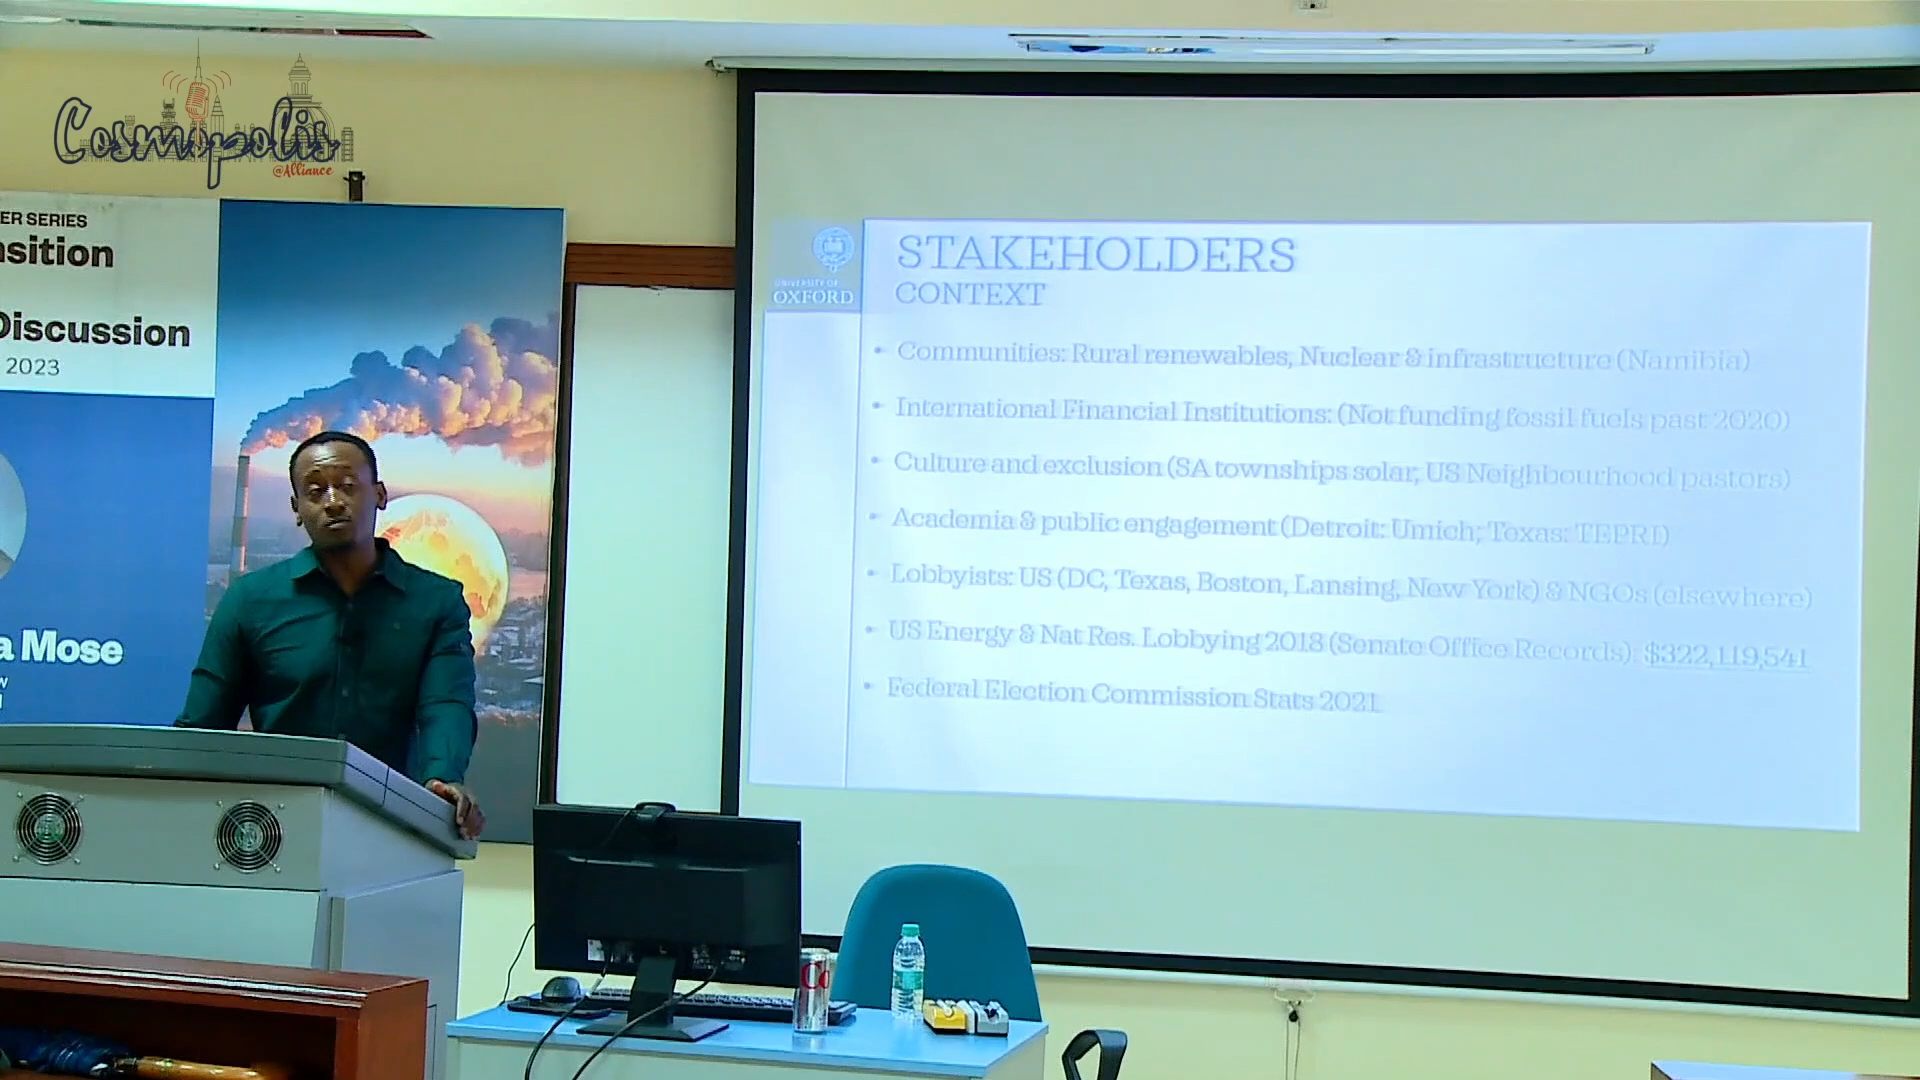 Cosmopolis
@Alliance
ER SERIES
sition
Discussion
2023
a Mose
UNIVERSITY OF
OXFORD
STAKEHOLDERS
CONTEXT
• Communities: Rural renewables, Nuclear & infrastructure (Namibia)
• International Financial Institutions: (Not funding fossil fuels past 2020)
• Culture and exclusion (SA townships solar, US Neighbourhood pastors)
• Academia & public engagement (Detroit: Umich; Texas: TEPRI)
• Lobbyists: US (DC, Texas, Boston, Lansing, New York) & NGOs (elsewhere)
• US Energy & Nat Res. Lobbying 2018 (Senate Office Records): $322,119,541
• Federal Election Commission Stats 2021